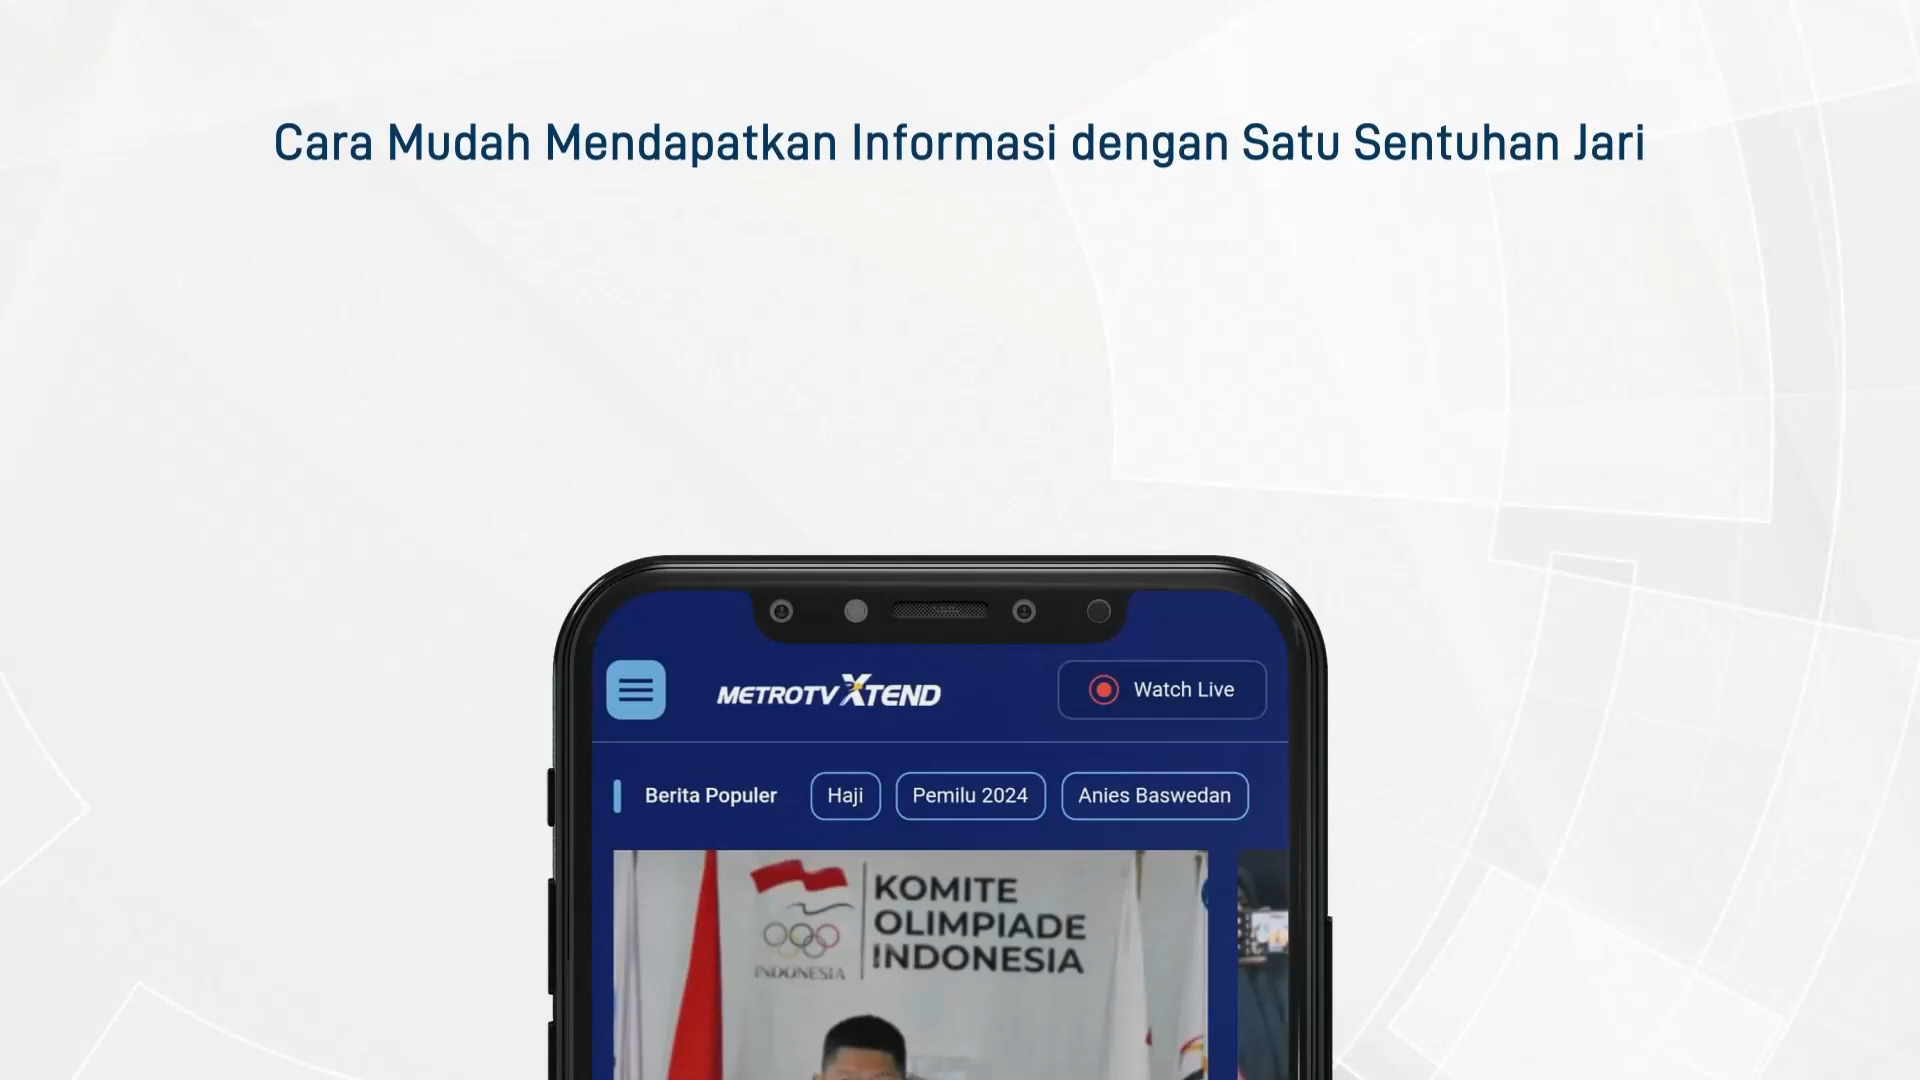 Cara Mudah Mendapatkan Informasi dengan Satu Sentuhan Jari
METROTV XTEND
Watch Live
Berita Populer
Haji
Pemilu 2024
Anies Baswedan
KOMITE
OLIMPIADE
INDONESIA
INDONESIA